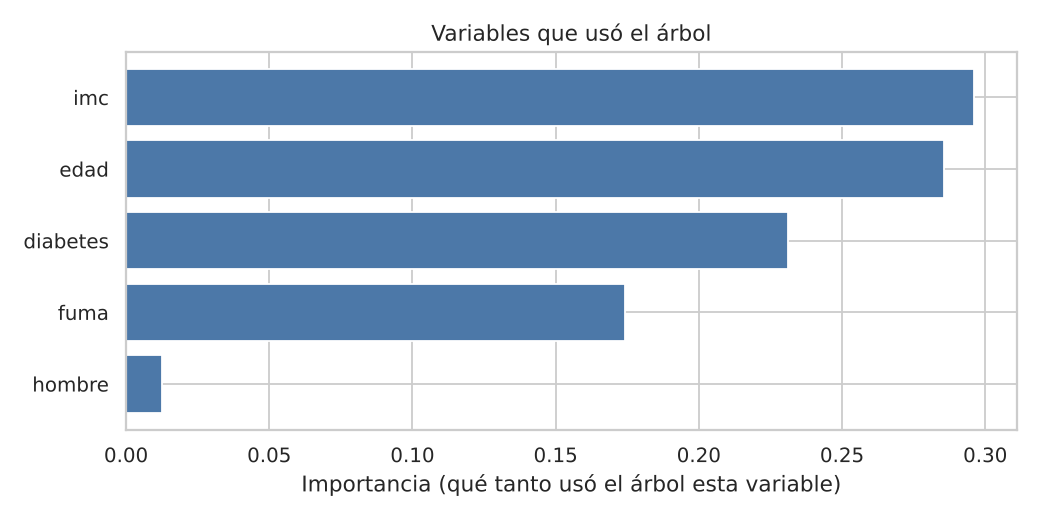 Variables que usó el árbol
imc
edad
diabetes
fuma
hombre
0.00 0.05 0.10 0.15 0.20 0.25 0.30
Importancia (qué tanto usó el árbol esta variable)